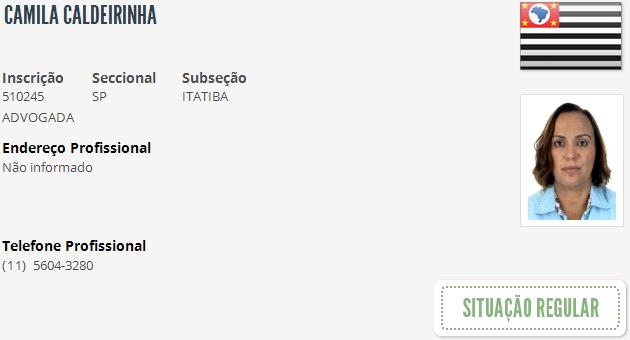 CAMILA CALDEIRINHA
Inscrição Seccional Subseção
510245 SP ITATIBA
ADVOGADA
Endereço Profissional
Não informado
Telefone Profissional
(11) 5604-3280
SITUAÇÃO REGULAR